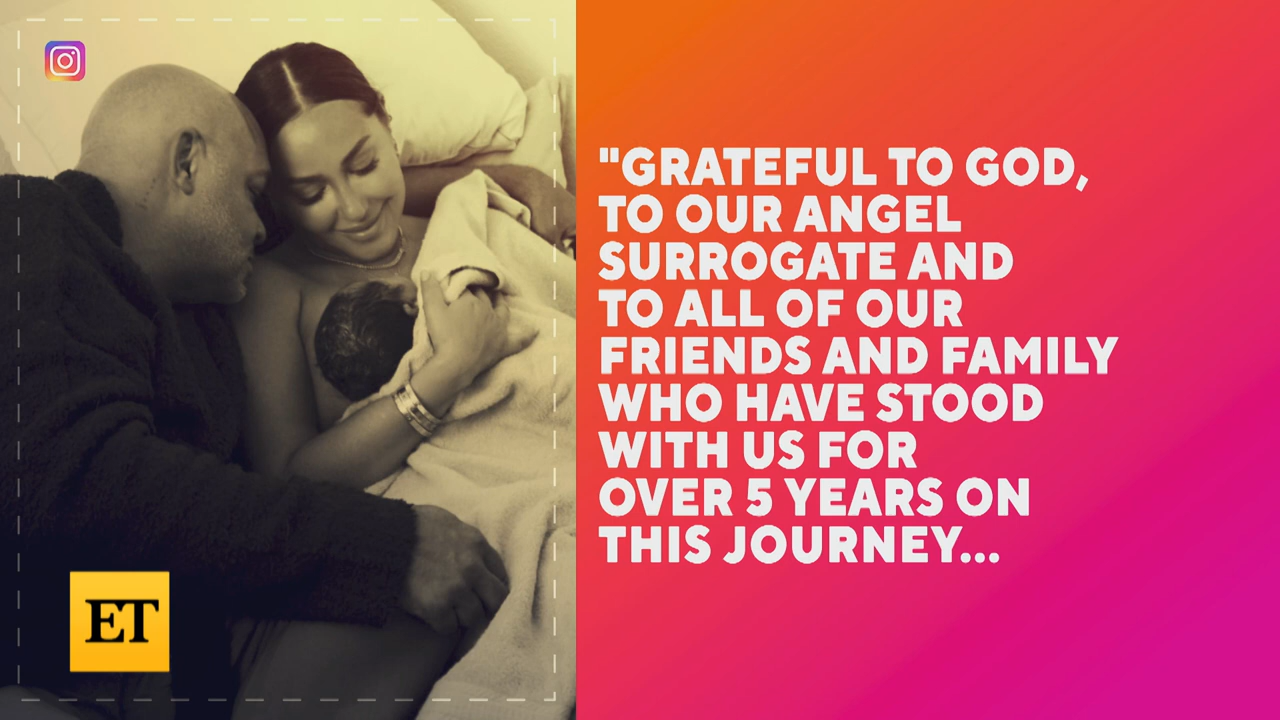 "GRATEFUL TO GOD,
TO OUR ANGEL
SURROGATE AND
TO ALL OF OUR
FRIENDS AND FAMILY
WHO HAVE STOOD
WITH US FOR
OVER 5 YEARS ON
THIS JOURNEY...
ET